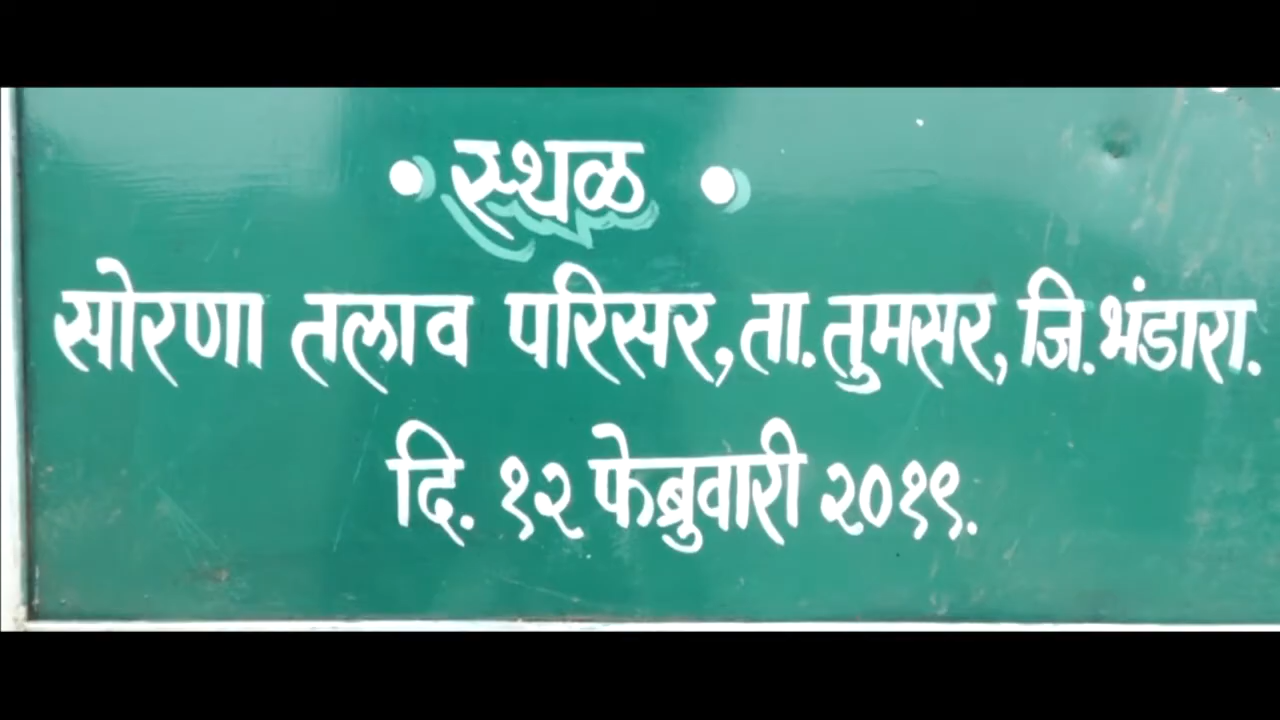 • स्थळ •
सोरणा तलाव परिसर, ता. तुमसर, जि. भंडारा.
दि. १२ फेब्रुवारी २०१९.